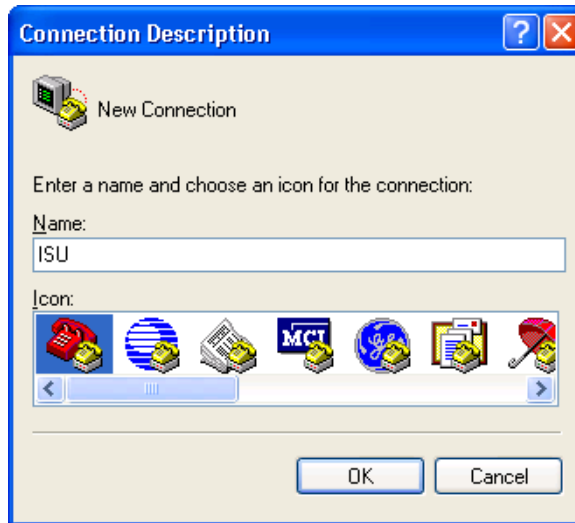 Connection Description
New Connection
Enter a name and choose an icon for the connection:
Name:
ISU
Icon:
MCI
OK Cancel